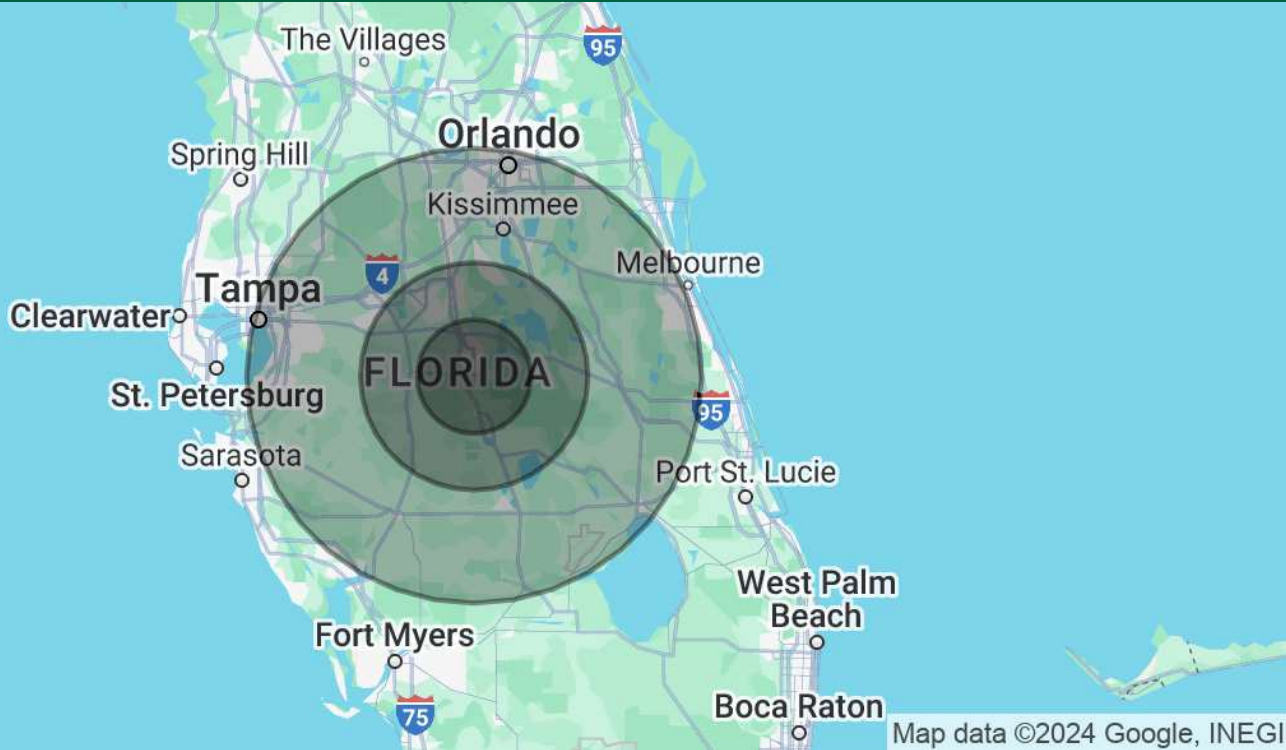 The Villages
95
Orlando
Spring Hill
Kissimmee
Melbourne
4
Tampa
Clearwater
FLORIDA
St. Petersburg
95
Sarasota
Port St. Lucie
West Palm
Beach
Fort Myers
75
Boca Raton
Map data ©2024 Google, INEGI